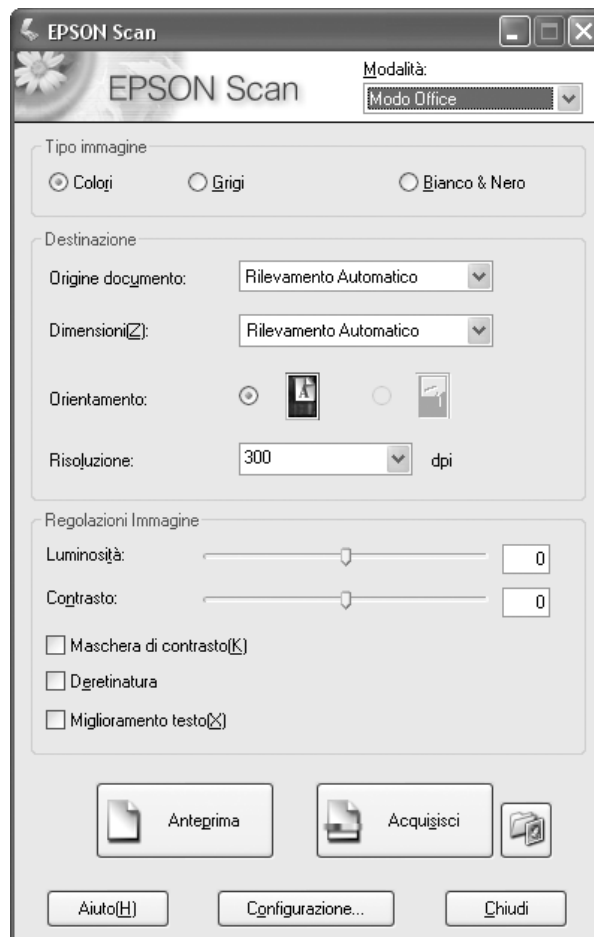 EPSON Scan
EPSON Scan
Modalità:
Modo Office
Tipo immagine
Colori
Grigi
Bianco & Nero
Destinazione
Origine documento:
Rilevamento Automatico
Dimensioni(Z):
Rilevamento Automatico
Orientamento:
A
Risoluzione:
300
dpi
Regolazioni Immagine
Luminosità:
0
Contrasto:
0
Maschera di contrasto(K)
Deretinatura
Miglioramento testo(X)
Anteprima
Acquisisci
Aiuto(H)
Configurazione...
Chiudi